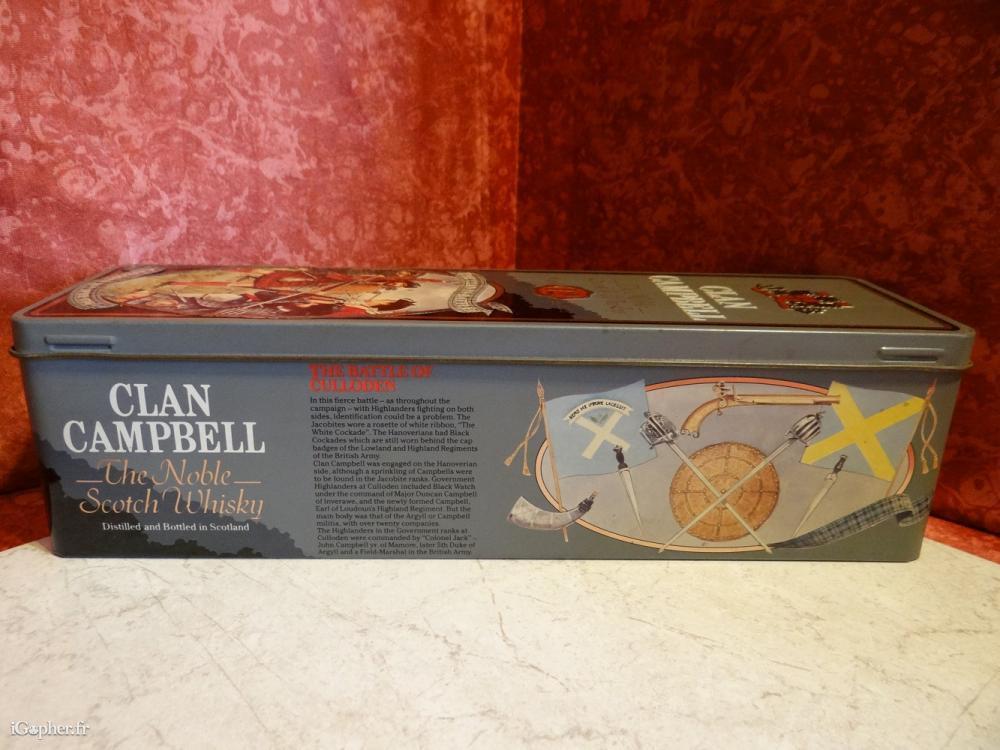 CLAN
CAMPBELL
CLAN
CAMPBELL
The Noble
Scotch Whisky
Distilled and Bottled in Scotland
THE BATTLE OF
CULLODEN
In this fierce battle – as throughout the
campaign – with Highlanders fighting on both
sides, identification could be a problem. The
Jacobites wore a rosette of white ribbon, "The
White Cockade". The Hanoverians had Black
Cockades which are still worn behind the cap
badges of the Lowland and Highland Regiments
of the British Army.
Clan Campbell was engaged on the Hanoverian
side, although a sprinkling of Campbells were
to be found in the Jacobite ranks. Government
Highlanders at Culloden included Black Watch
under the command of Major Duncan Campbell
of Inverawe, and the newly formed Campbell,
Earl of Loudoun's Highland Regiment. But the
main body was that of the Argyll or Campbell
militia, with over twenty companies.
The Highlanders in the Government ranks at
Culloden were commanded by "Colonel Jack" –
John Campbell yr. of Mamore, later 5th Duke of
Argyll and a Field-Marshal in the British Army.
NEMO ME IMPUNE LACESSIT
iGopher.fr